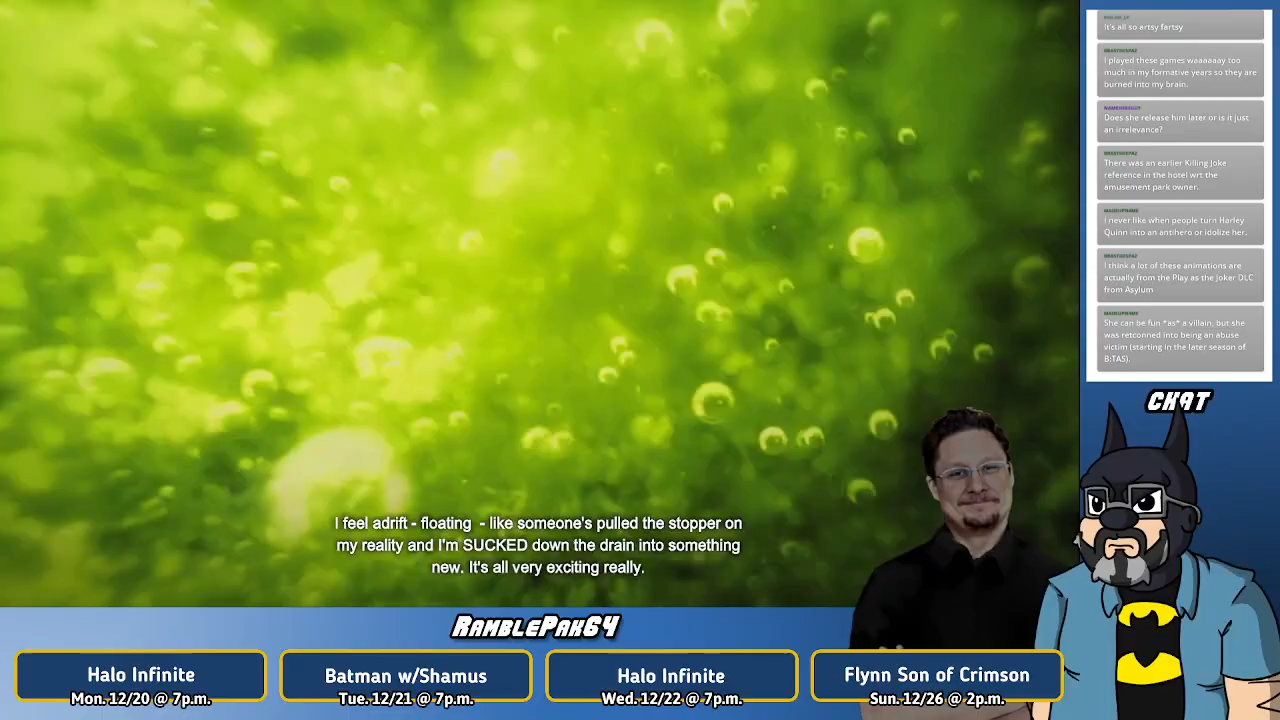 It's all so artsy fartsy
I played these games waaaaaay too
much in my formative years so they are
burned into my brain.
Does she release him later or is it just
an irrelevance?
There was an earlier Killing Joke
reference in the hotel wrt the
amusement park owner.
I never like when people turn Harley
Quinn into an antihero or idolize her.
I think a lot of these animations are
actually from the Play as the Joker DLC
from Asylum
She can be fun *as* a villain, but she
was retconned into being an abuse
victim (starting in the later season of
B:TAS).
CHAT
I feel adrift - floating - like someone's pulled the stopper on
my reality and I'm SUCKED down the drain into something
new. It's all very exciting really.
RamblePak64
Halo Infinite
Mon. 12/20 @ 7p.m.
Batman w/Shamus
Tue. 12/21 @ 7p.m.
Halo Infinite
Wed. 12/22 @ 7p.m.
Flynn Son of Crimson
Sun. 12/26 @ 2p.m.